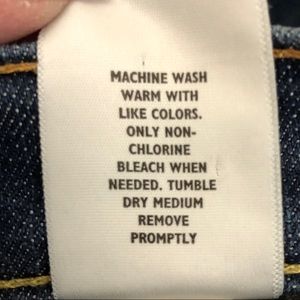 MACHINE WASH
WARM WITH
LIKE COLORS.
ONLY NON-
CHLORINE
BLEACH WHEN
NEEDED. TUMBLE
DRY MEDIUM
REMOVE
PROMPTLY